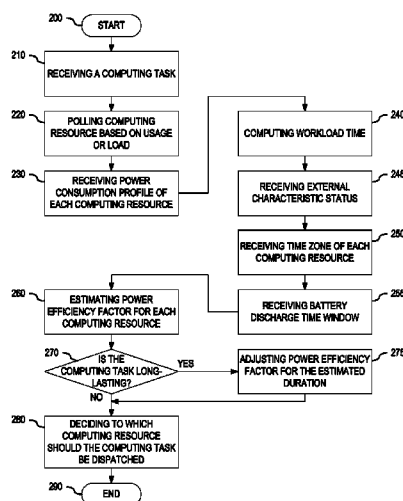 200
START
210
RECEIVING A COMPUTING TASK
220
POLLING COMPUTING
RESOURCE BASED ON USAGE
OR LOAD
230
RECEIVING POWER
CONSUMPTION PROFILE OF
EACH COMPUTING RESOURCE
240
COMPUTING WORKLOAD TIME
245
RECEIVING EXTERNAL
CHARACTERISTIC STATUS
250
RECEIVING TIME ZONE OF EACH
COMPUTING RESOURCE
255
RECEIVING BATTERY
DISCHARGE TIME WINDOW
260
ESTIMATING POWER
EFFICIENCY FACTOR FOR EACH
COMPUTING RESOURCE
270
IS THE
COMPUTING TASK LONG-
LASTING?
YES
NO
275
ADJUSTING POWER EFFICIENCY
FACTOR FOR THE ESTIMATED
DURATION
280
DECIDING TO WHICH
COMPUTING RESOURCE
SHOULD THE COMPUTING TASK
BE DISPATCHED
290
END